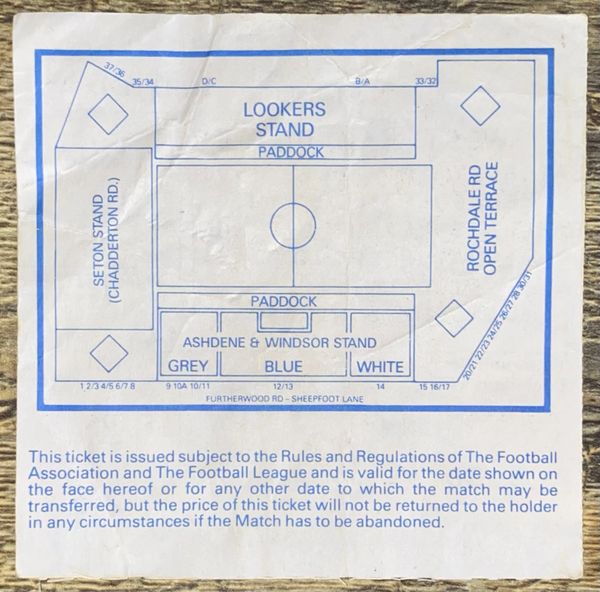 37/36
35/34
D/C
B/A
33/32
LOOKERS
STAND
PADDOCK
SETON STAND
(CHADDERTON RD.)
ROCHDALE RD
OPEN TERRACE
PADDOCK
ASHDENE & WINDSOR STAND
GREY
BLUE
WHITE
1 2/3 4/5 6/7 8
9 10A 10/11
12/13
14
15 16/17
20/21 22/23 24/25 26/27 28 30/31
FURTHERWOOD RD – SHEEPFOOT LANE
This ticket is issued subject to the Rules and Regulations of The Football
Association and The Football League and is valid for the date shown on
the face hereof or for any other date to which the match may be
transferred, but the price of this ticket will not be returned to the holder
in any circumstances if the Match has to be abandoned.